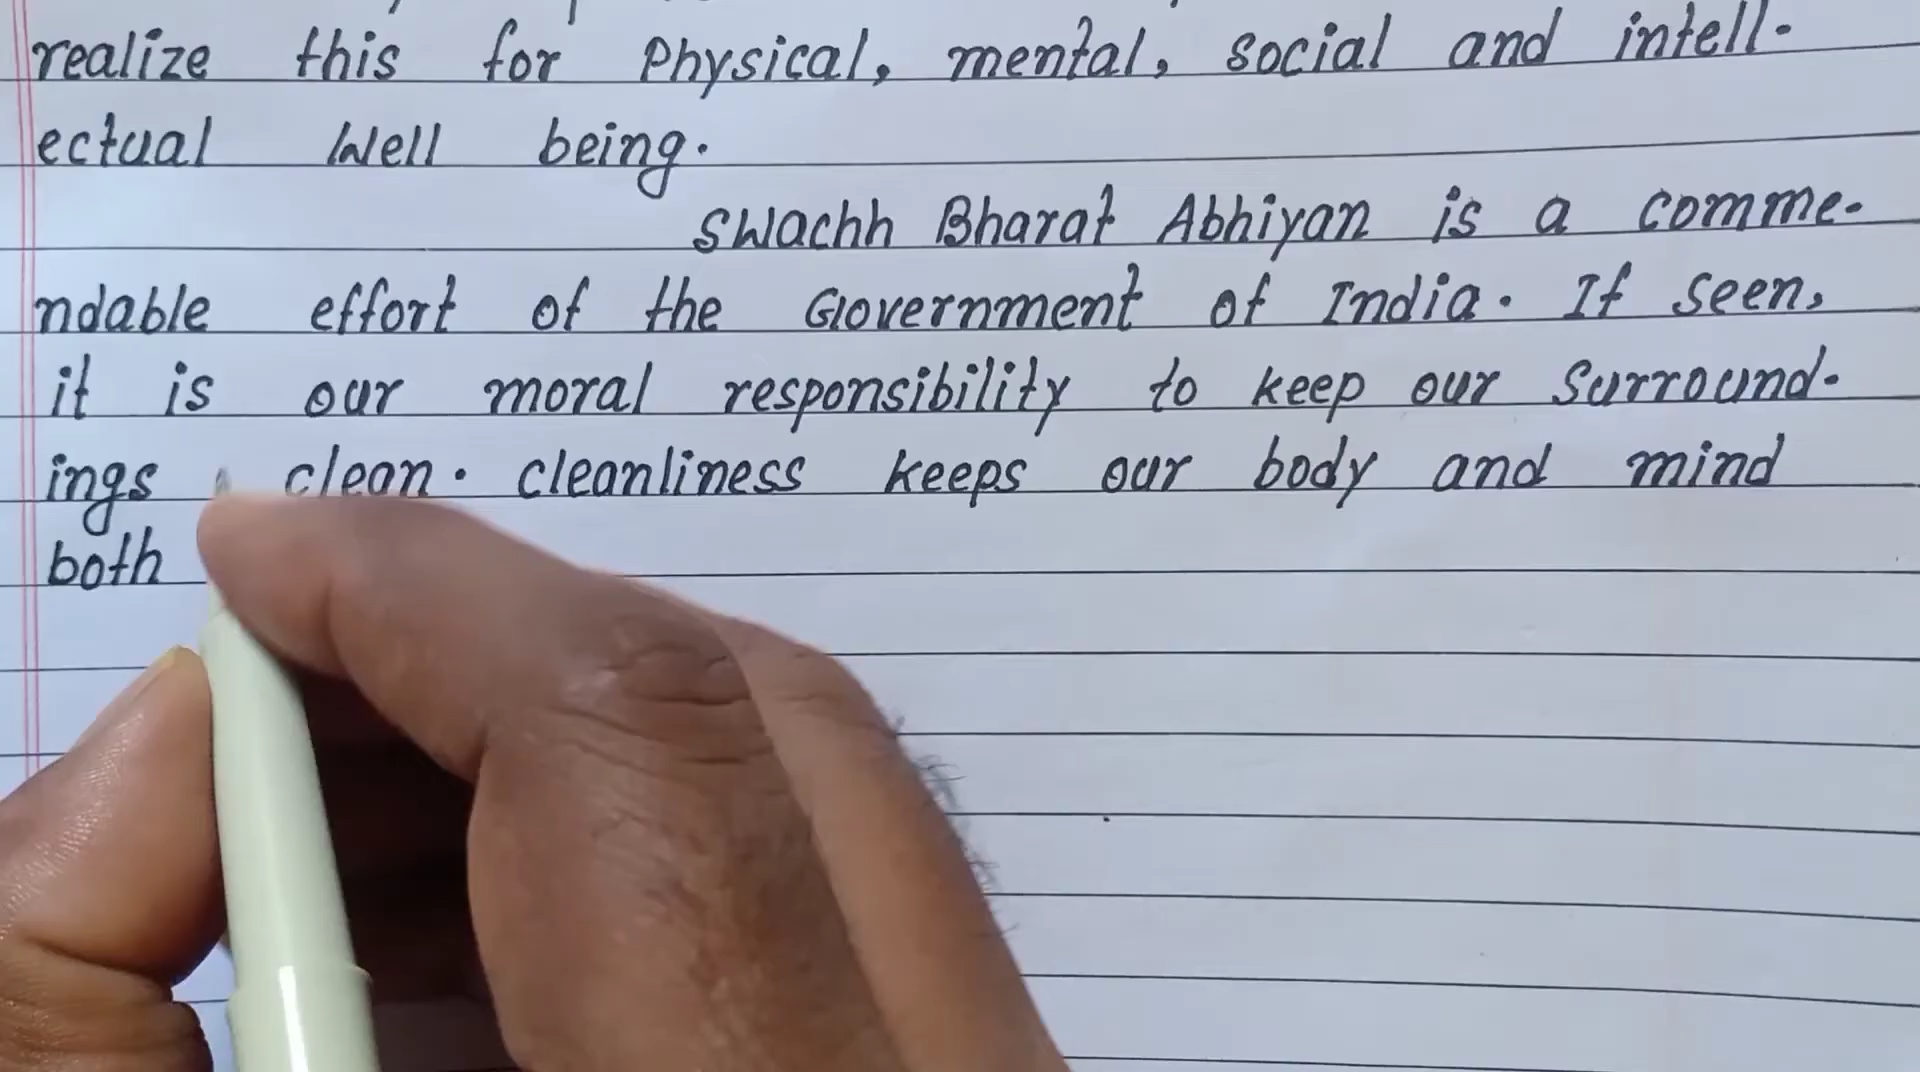 realize this for Physical, mental, social and intell-
ectual Well being.
Swachh Bharat Abhiyan is a comme-
ndable effort of the Government of India. If seen,
it is our moral responsibility to keep our surround-
ings clean. cleanliness keeps our body and mind
both